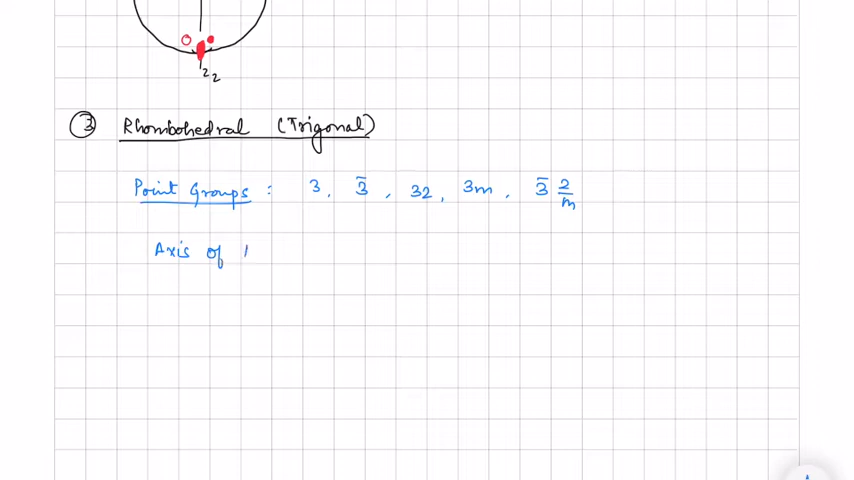 2₂
③ Rhombohedral (Trigonal)
Point Groups : 3, 3̅, 32, 3m, 3̅ 2/m
Axis of